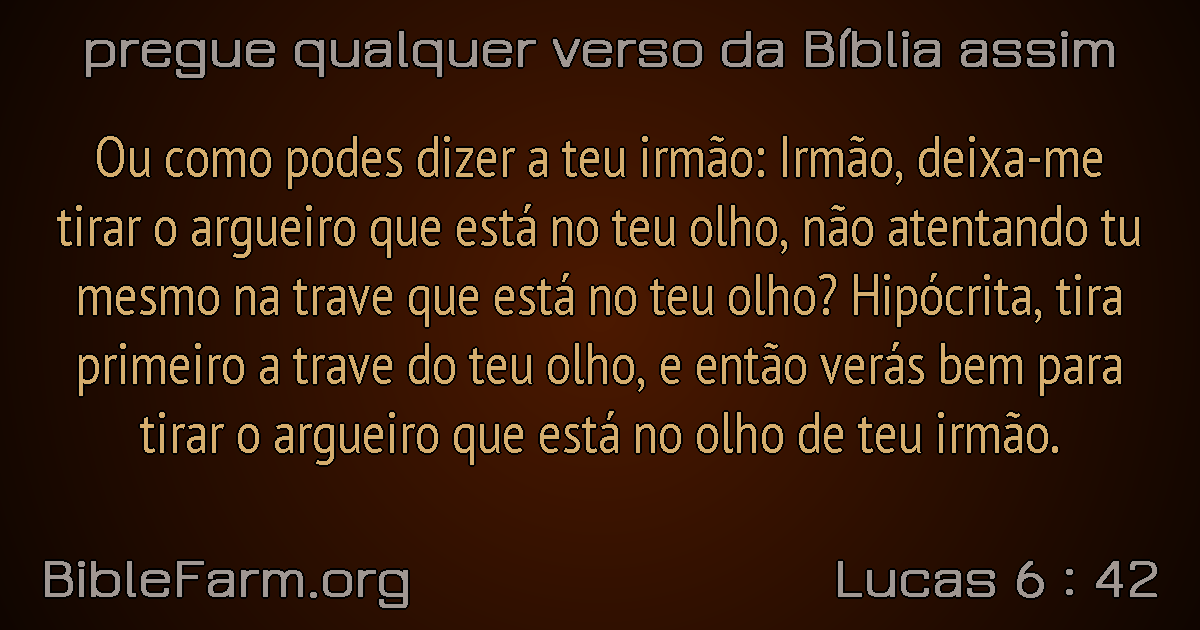 pregue qualquer verso da Bíblia assim
Ou como podes dizer a teu irmão: Irmão, deixa-me
tirar o argueiro que está no teu olho, não atentando tu
mesmo na trave que está no teu olho? Hipócrita, tira
primeiro a trave do teu olho, e então verás bem para
tirar o argueiro que está no olho de teu irmão.
BibleFarm.org
Lucas 6 : 42